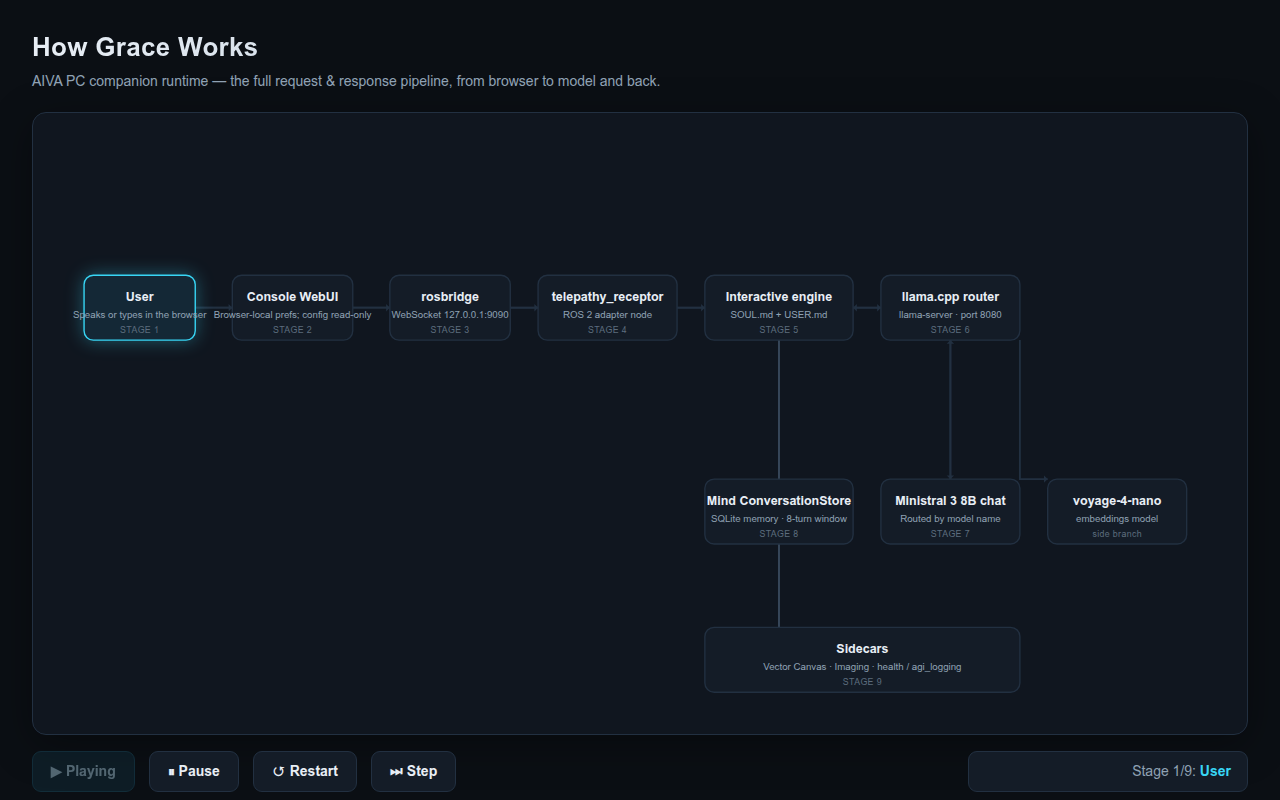 How Grace Works
AIVA PC companion runtime — the full request & response pipeline, from browser to model and back.
User
Speaks or types in the browser
STAGE 1
Console WebUI
Browser-local prefs; config read-only
STAGE 2
rosbridge
WebSocket 127.0.0.1:9090
STAGE 3
telepathy_receptor
ROS 2 adapter node
STAGE 4
Interactive engine
SOUL.md + USER.md
STAGE 5
llama.cpp router
llama-server · port 8080
STAGE 6
Mind ConversationStore
SQLite memory · 8-turn window
STAGE 8
Ministral 3 8B chat
Routed by model name
STAGE 7
voyage-4-nano
embeddings model
side branch
Sidecars
Vector Canvas · Imaging · health / agi_logging
STAGE 9
▶ Playing
⏸ Pause
↺ Restart
⏭ Step
Stage 1/9: User